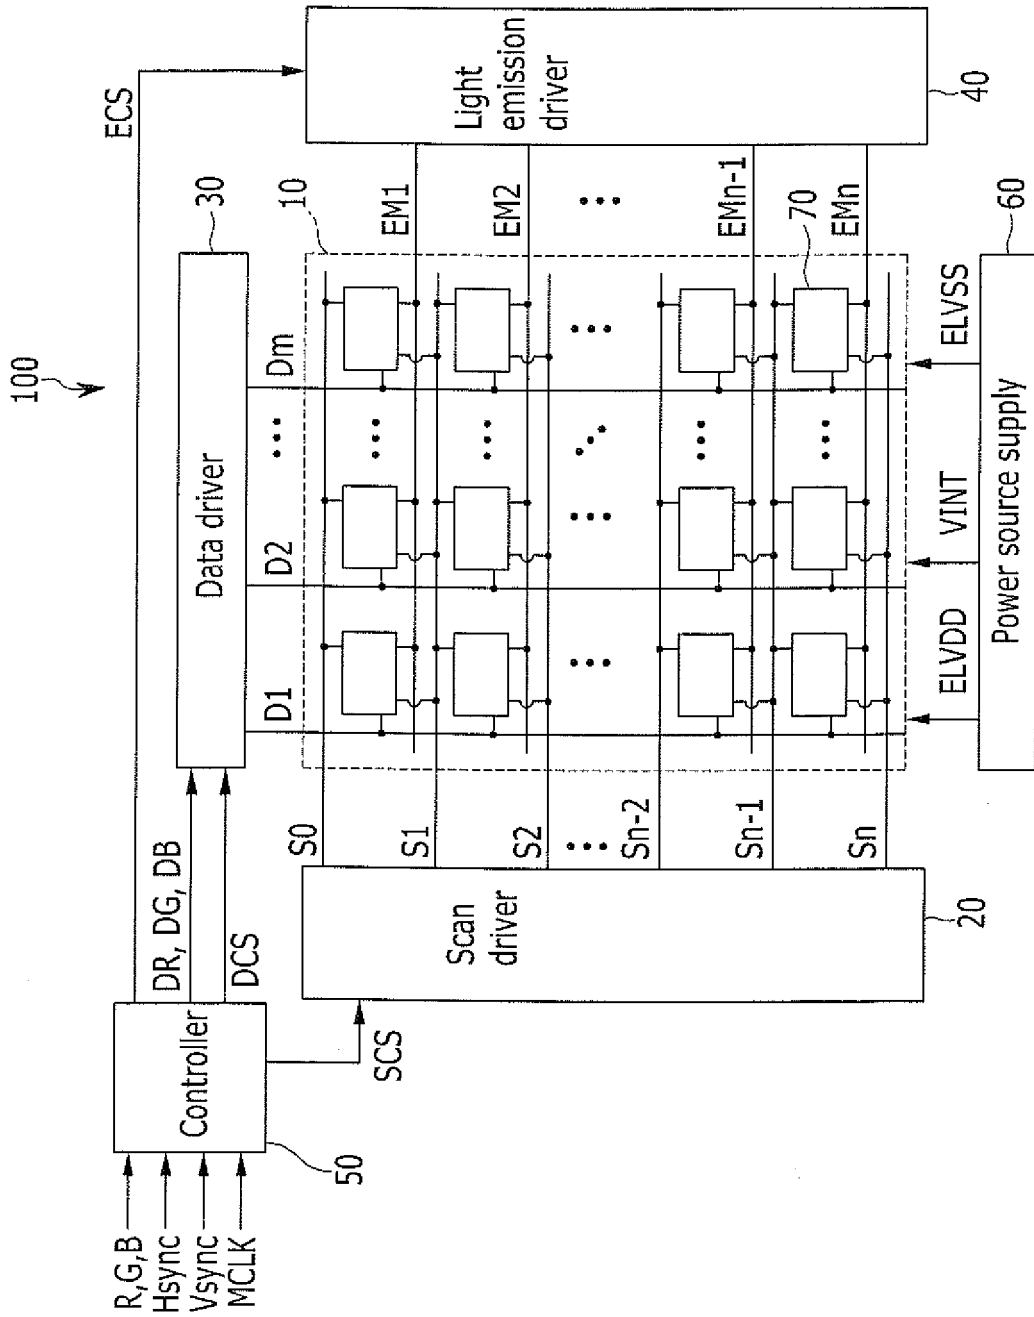 100
R,G,B
Hsync
Vsync
MCLK
Controller
50
ECS
DR, DG, DB
DCS
SCS
Data driver
30
Scan
driver
20
Light
emission
driver
40
10
D1
D2
Dm
S0
S1
S2
Sn-2
Sn-1
Sn
EM1
EM2
EMn-1
EMn
70
ELVDD
VINT
ELVSS
Power source supply
60